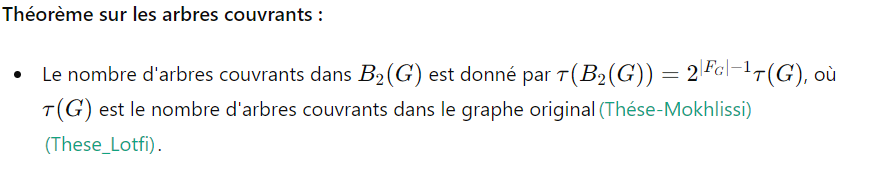 Théorème sur les arbres couvrants :
• Le nombre d'arbres couvrants dans $B_2(G)$ est donné par $\tau(B_2(G)) = 2^{|F_G|-1}\tau(G)$, où
$\tau(G)$ est le nombre d'arbres couvrants dans le graphe original (Thése-Mokhlissi)
(These_Lotfi).